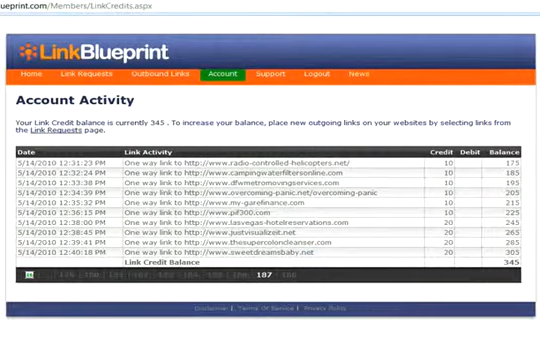 ueprint.com/Members/LinkCredits.aspx
LinkBlueprint
Home Link Requests Outbound Links Account Support Logout News
Account Activity
Your Link Credit balance is currently 345 . To increase your balance, place new outgoing links on your websites by selecting links from
the Link Requests page.
Date Link Activity Credit Debit Balance
5/14/2010 12:31:23 PM One way link to http://www.radio-controlled-helicopters.net/ 10 175
5/14/2010 12:32:24 PM One way link to http://www.campingwaterfiltersonline.com 10 185
5/14/2010 12:33:38 PM One way link to http://www.dfwmetromovingservices.com 10 195
5/14/2010 12:34:39 PM One way link to http://www.overcoming-panic.net/overcoming-panic 10 205
5/14/2010 12:35:32 PM One way link to http://www.my-garefinance.com 10 215
5/14/2010 12:36:15 PM One way link to http://www.pif300.com 10 225
5/14/2010 12:38:00 PM One way link to http://www.lasvegas-hotelreservations.com 20 245
5/14/2010 12:38:45 PM One way link to http://www.justvisualizeit.net 20 265
5/14/2010 12:39:41 PM One way link to http://www.thesupercoloncleanser.com 20 285
5/14/2010 12:40:18 PM One way link to http://www.sweetdreamsbaby.net 20 305
Link Credit Balance 345
187
Disclaimer | Terms Of Service | Privacy Policy